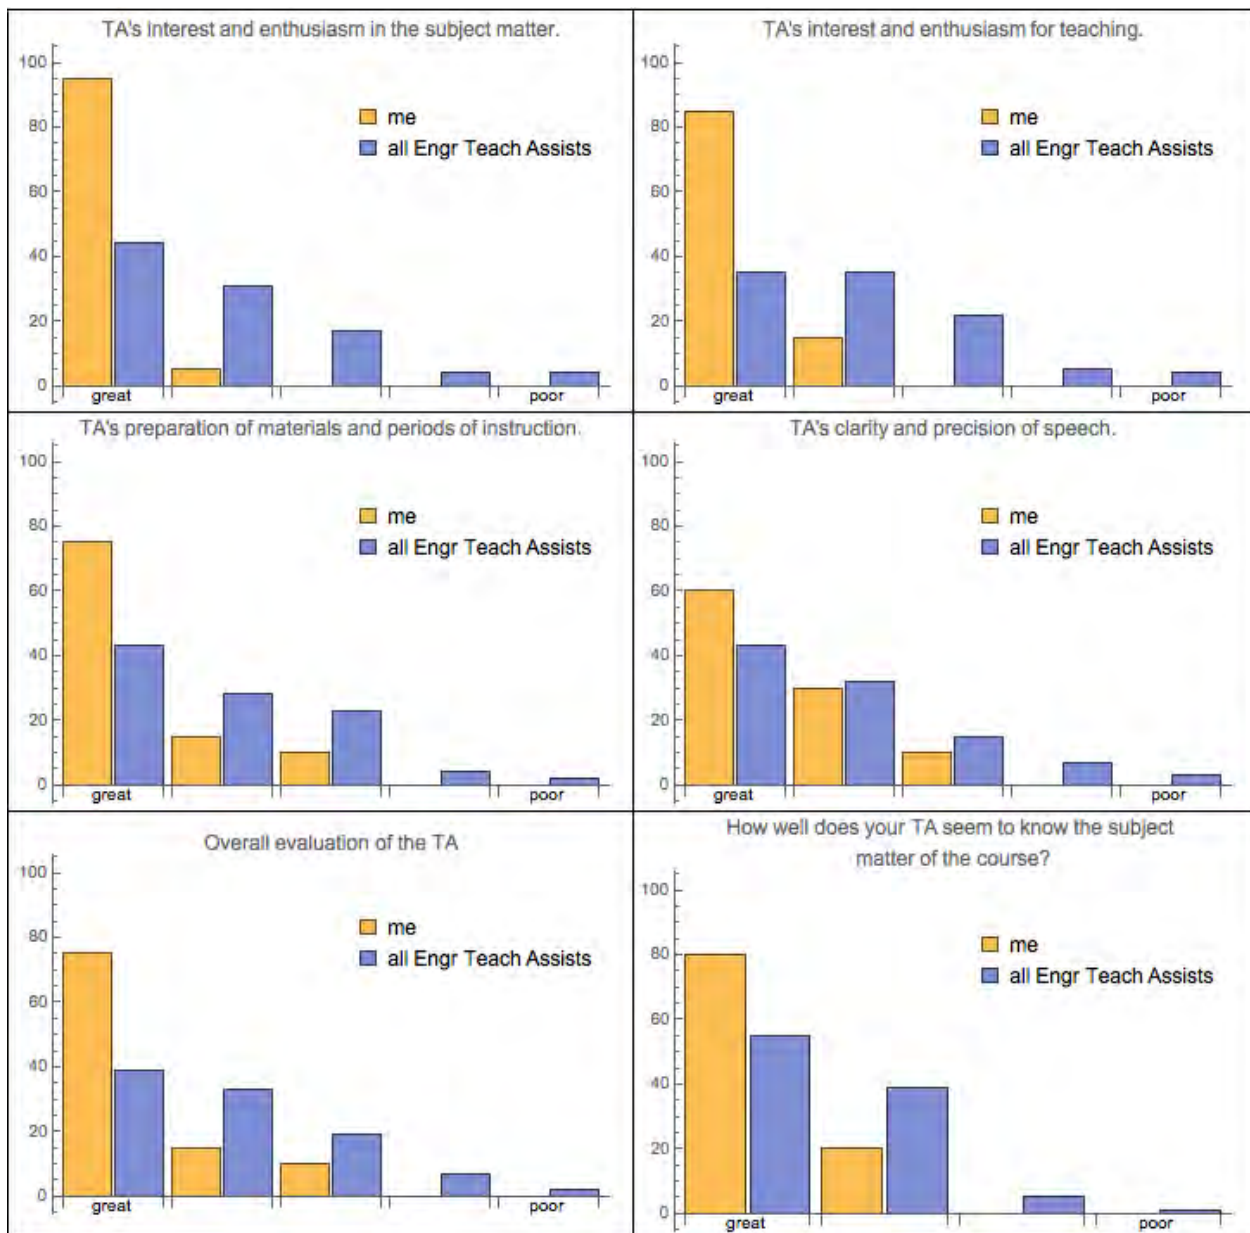 TA's interest and enthusiasm in the subject matter.
100
80
60
40
20
0
me
all Engr Teach Assists
great
poor
TA's interest and enthusiasm for teaching.
100
80
60
40
20
0
me
all Engr Teach Assists
great
poor
TA's preparation of materials and periods of instruction.
100
80
60
40
20
0
me
all Engr Teach Assists
great
poor
TA's clarity and precision of speech.
100
80
60
40
20
0
me
all Engr Teach Assists
great
poor
Overall evaluation of the TA
100
80
60
40
20
0
me
all Engr Teach Assists
great
poor
How well does your TA seem to know the subject
matter of the course?
100
80
60
40
20
0
me
all Engr Teach Assists
great
poor